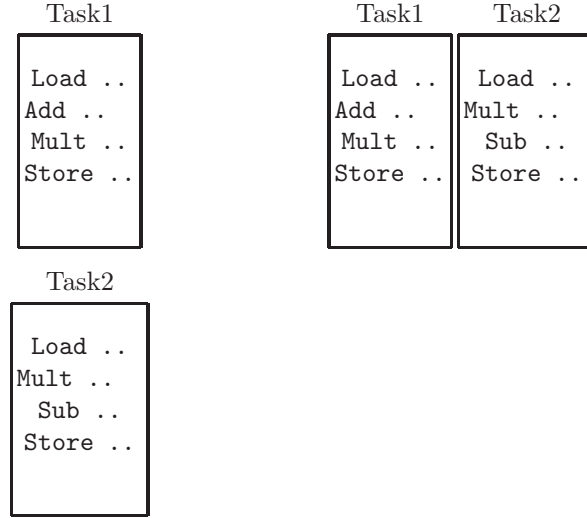 Task1
Load ..
Add ..
Mult ..
Store ..
Task2
Load ..
Mult ..
Sub ..
Store ..
Task1
Load ..
Add ..
Mult ..
Store ..
Task2
Load ..
Mult ..
Sub ..
Store ..